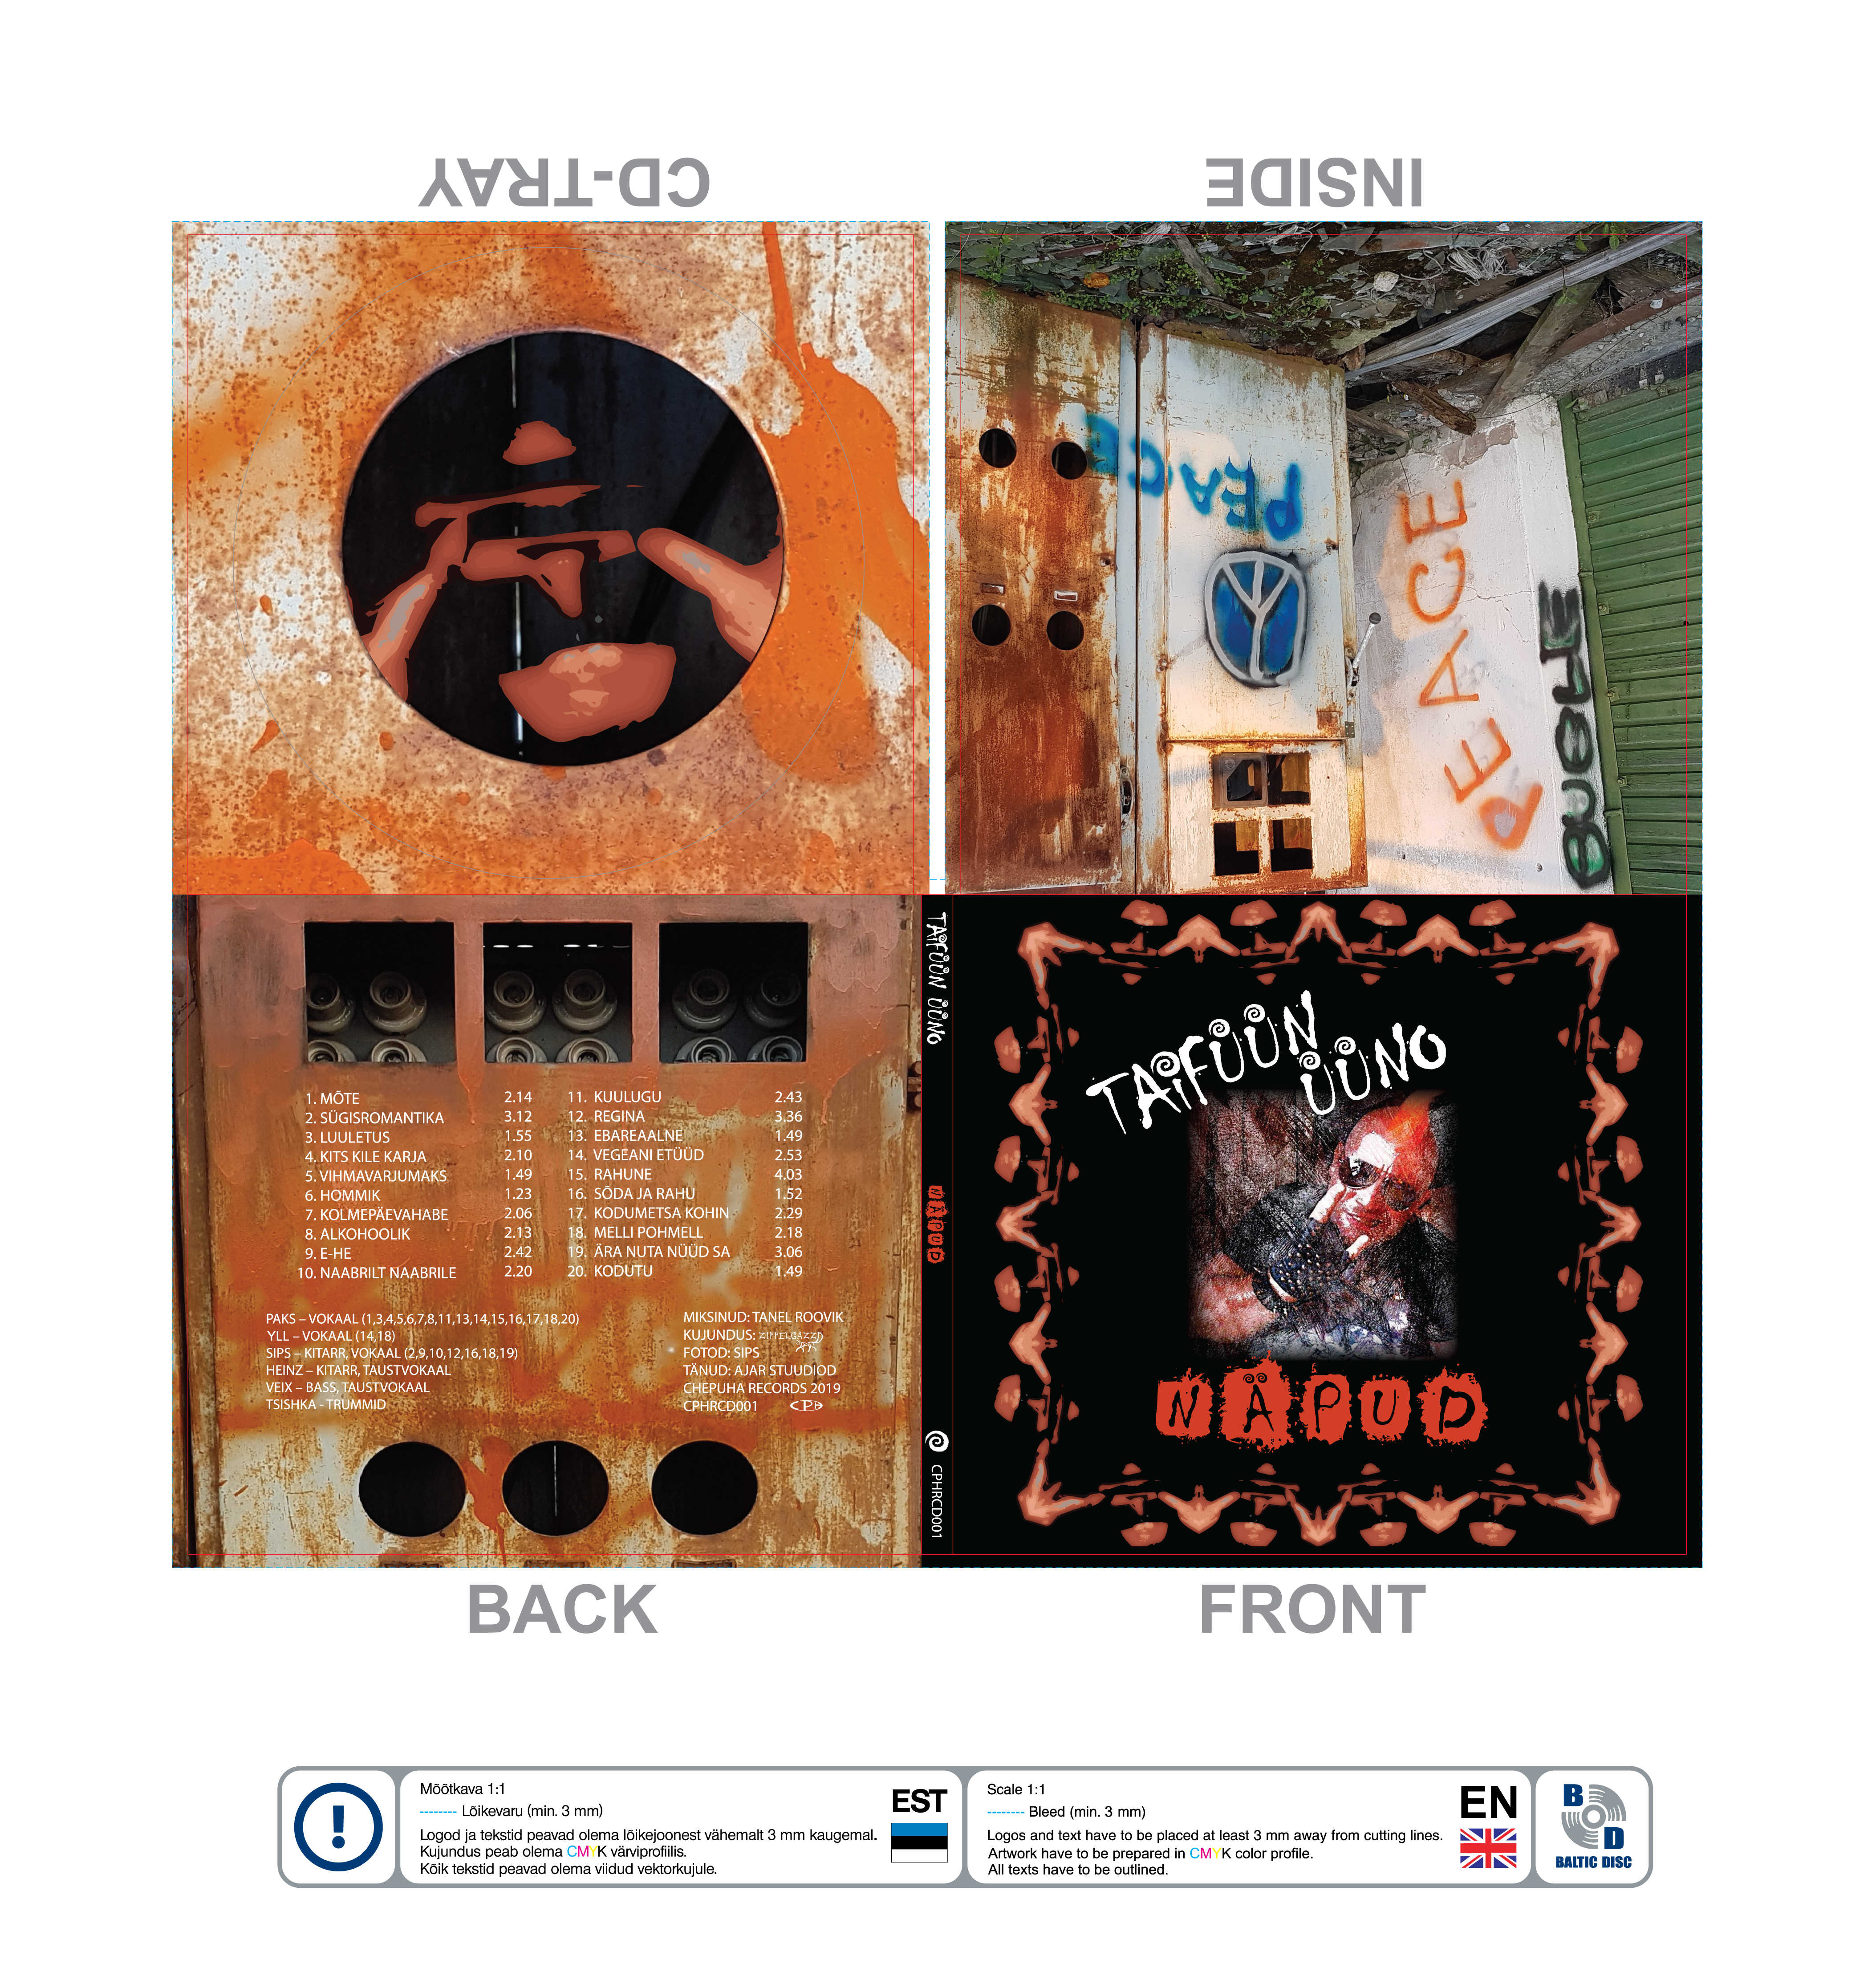 CD-TRAY
INSIDE
PEACE
PEACE
BUOLE
1. MÕTE 2.14
2. SÜGISROMANTIKA 3.12
3. LUULETUS 1.55
4. KITS KILE KARJA 2.10
5. VIHMAVARJUMAKS 1.49
6. HOMMIK 1.23
7. KOLMEPÄEVAHABE 2.06
8. ALKOHOOLIK 2.13
9. E-HE 2.42
10. NAABRILT NAABRILE 2.20
11. KUULUGU 2.43
12. REGINA 3.36
13. EBAREAALNE 1.49
14. VEGEANI ETÜÜD 2.53
15. RAHUNE 4.03
16. SÕDA JA RAHU 1.52
17. KODUMETSA KOHIN 2.29
18. MELLI POHMELL 2.18
19. ÄRA NUTA NÜÜD SA 3.06
20. KODUTU 1.49
PAKS – VOKAAL (1,3,4,5,6,7,8,11,13,14,15,16,17,18,20)
YLL – VOKAAL (14,18)
SIPS – KITARR, VOKAAL (2,9,10,12,16,18,19)
HEINZ – KITARR, TAUSTVOKAAL
VEIX – BASS, TAUSTVOKAAL
TSISHKA - TRUMMID
MIKSINUD: TANEL ROOVIK
KUJUNDUS: ZIPPELGAZZI
FOTOD: SIPS
TÄNUD: AJAR STUUDIOD
CHEPUHA RECORDS 2019
CPHRCD001
TAIFÜÜN ÜÜNO
NÄPUD
CPHRCD001
TAIFÜÜN
ÜÜNO
NÄPUD
BACK
FRONT
!
Mõõtkava 1:1
Lõikevaru (min. 3 mm)
Logod ja tekstid peavad olema lõikejoonest vähemalt 3 mm kaugemal.
Kujundus peab olema CMYK värviprofiilis.
Kõik tekstid peavad olema viidud vektorkujule.
EST
Scale 1:1
Bleed (min. 3 mm)
Logos and text have to be placed at least 3 mm away from cutting lines.
Artwork have to be prepared in CMYK color profile.
All texts have to be outlined.
EN
B
D
BALTIC DISC